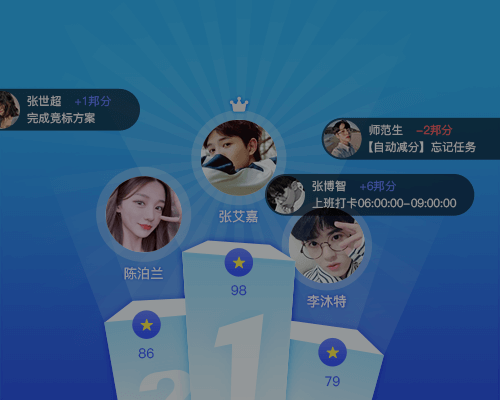 张世超 +1邦分
完成竞标方案
师范生 -2邦分
【自动减分】忘记任务
张博智 +6邦分
上班打卡06:00:00-09:00:00
张艾嘉
陈泊兰
李沐特
98
86
79
1
2